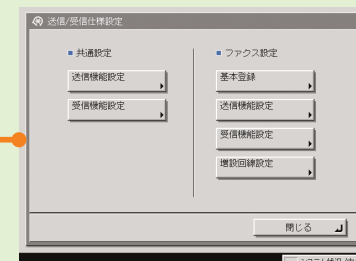 送信/受信仕様設定
共通設定
送信機能設定
受信機能設定
ファクス設定
基本登録
送信機能設定
受信機能設定
増設回線設定
閉じる